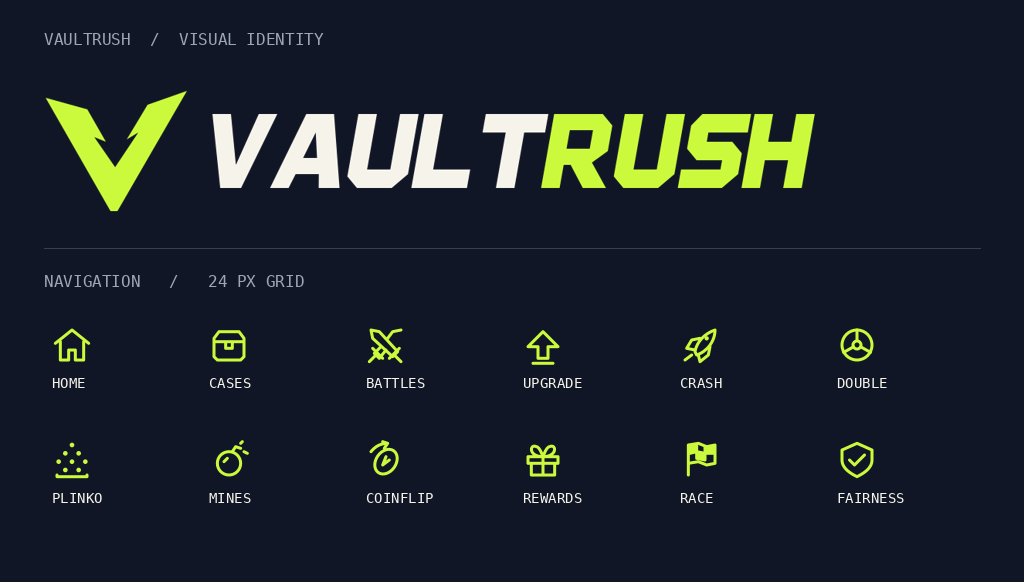 VAULTRUSH / VISUAL IDENTITY
VAULTRUSH
NAVIGATION / 24 PX GRID
HOME CASES BATTLES UPGRADE CRASH DOUBLE
PLINKO MINES COINFLIP REWARDS RACE FAIRNESS